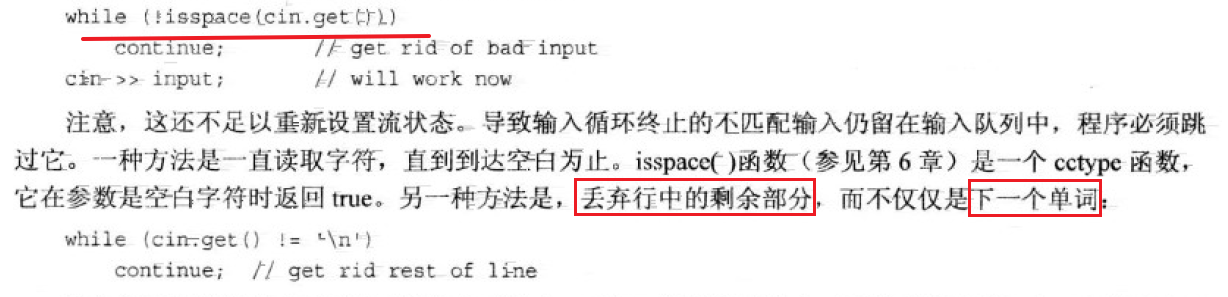 while (!isspace(cin.get()))
continue; // get rid of bad input
cin >> input; // will work now
注意，这还不足以重新设置流状态。导致输入循环终止的不匹配输入仍留在输入队列中，程序必须跳
过它。一种方法是一直读取字符，直到到达空白为止。isspace( )函数（参见第 6 章）是一个 cctype 函数，
它在参数是空白字符时返回 true。另一种方法是，丢弃行中的剩余部分，而不仅仅是下一个单词：
while (cin.get() != '\n')
continue; // get rid rest of line